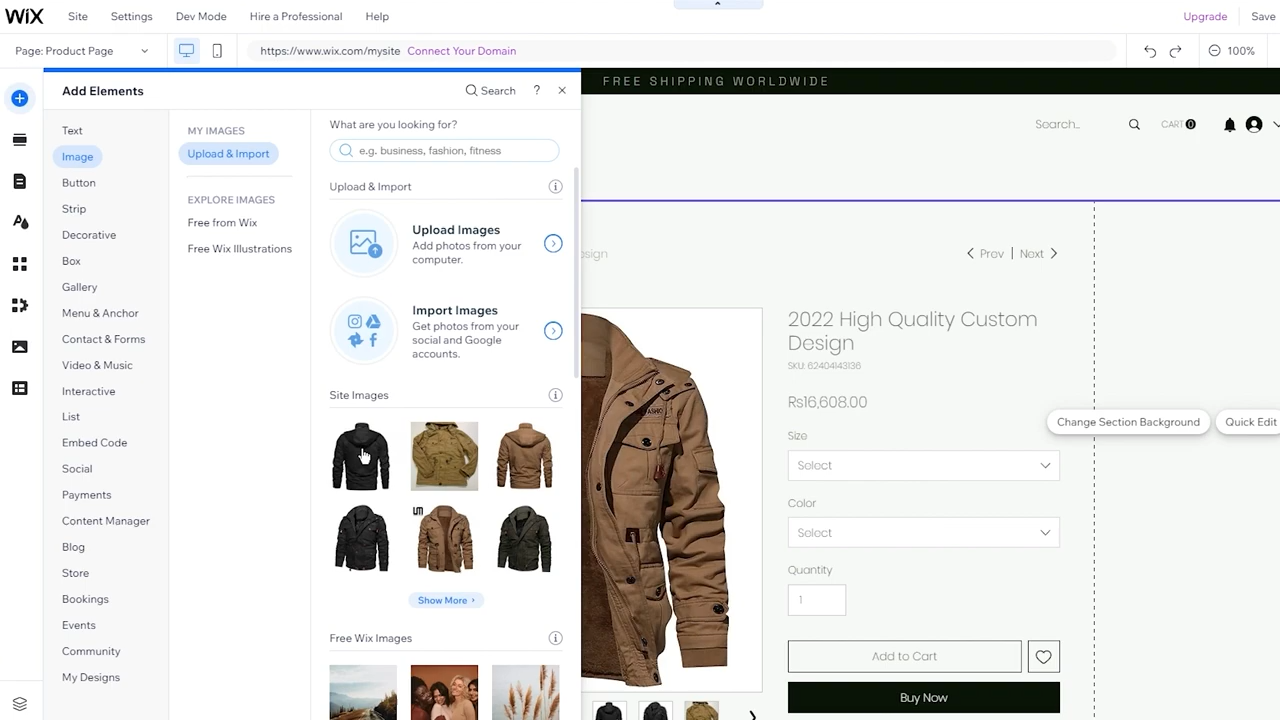 WiX Site Settings Dev Mode Hire a Professional Help Upgrade Save
Page: Product Page https://www.wix.com/mysite Connect Your Domain 100%
Add Elements Search ?
Text
Image
Button
Strip
Decorative
Box
Gallery
Menu & Anchor
Contact & Forms
Video & Music
Interactive
List
Embed Code
Social
Payments
Content Manager
Blog
Store
Bookings
Events
Community
My Designs
MY IMAGES
Upload & Import
EXPLORE IMAGES
Free from Wix
Free Wix Illustrations
What are you looking for?
e.g. business, fashion, fitness
Upload & Import
Upload Images
Add photos from your
computer.
Import Images
Get photos from your
social and Google
accounts.
Site Images
Show More
Free Wix Images
FREE SHIPPING WORLDWIDE
Search... CART 0
Prev | Next
2022 High Quality Custom
Design
SKU: 62404143136
Rs16,608.00
Size
Select
Color
Select
Quantity
1
Add to Cart
Buy Now
Change Section Background Quick Edit